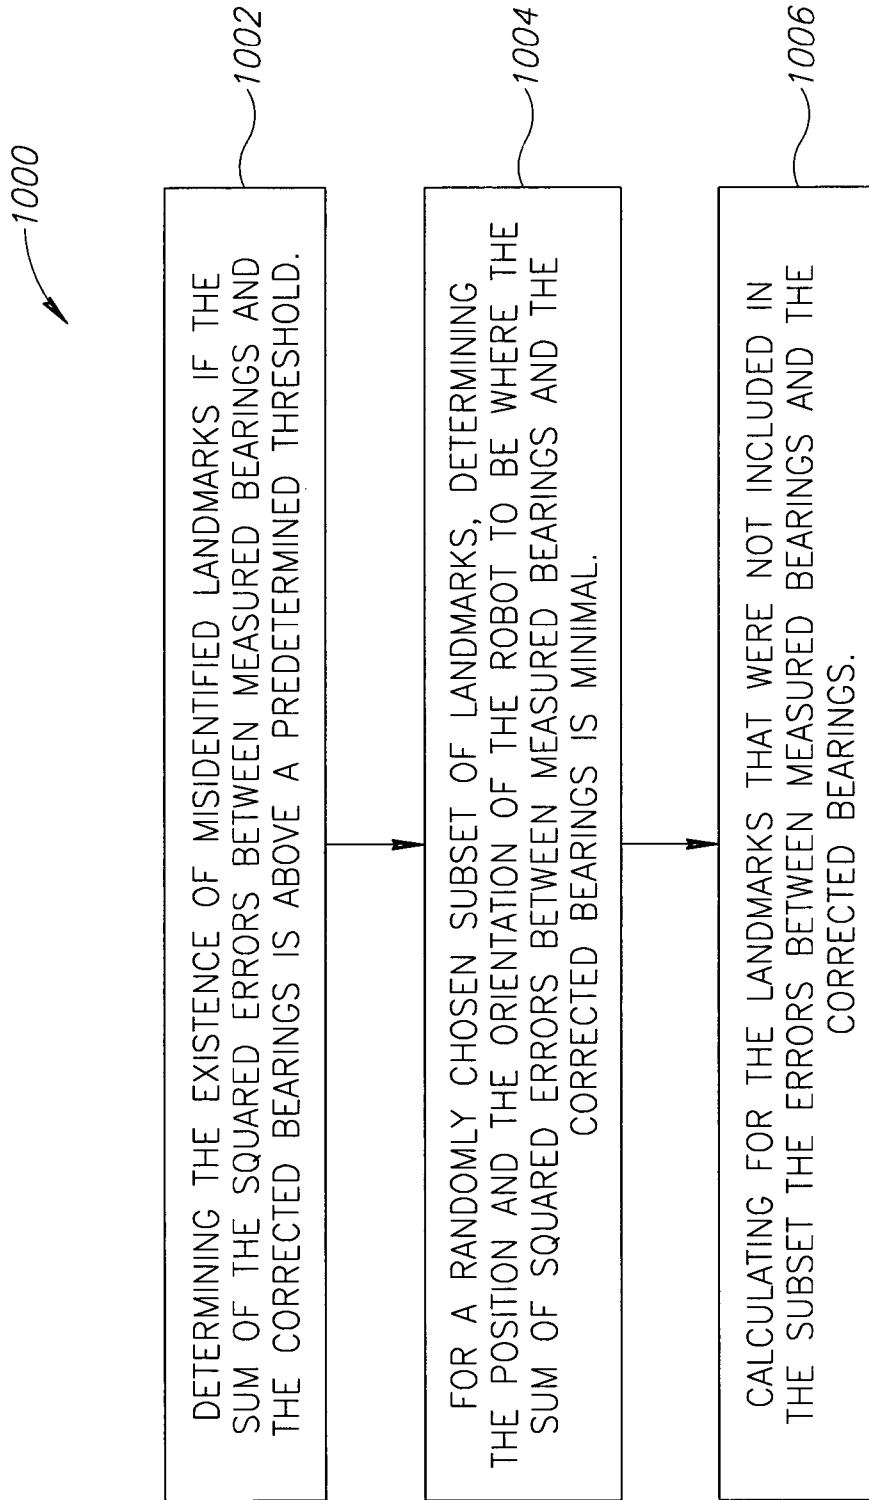 1000
DETERMINING THE EXISTENCE OF MISIDENTIFIED LANDMARKS IF THE
SUM OF THE SQUARED ERRORS BETWEEN MEASURED BEARINGS AND
THE CORRECTED BEARINGS IS ABOVE A PREDETERMINED THRESHOLD.
1002
FOR A RANDOMLY CHOSEN SUBSET OF LANDMARKS, DETERMINING
THE POSITION AND THE ORIENTATION OF THE ROBOT TO BE WHERE THE
SUM OF SQUARED ERRORS BETWEEN MEASURED BEARINGS AND THE
CORRECTED BEARINGS IS MINIMAL.
1004
CALCULATING FOR THE LANDMARKS THAT WERE NOT INCLUDED IN
THE SUBSET THE ERRORS BETWEEN MEASURED BEARINGS AND THE
CORRECTED BEARINGS.
1006